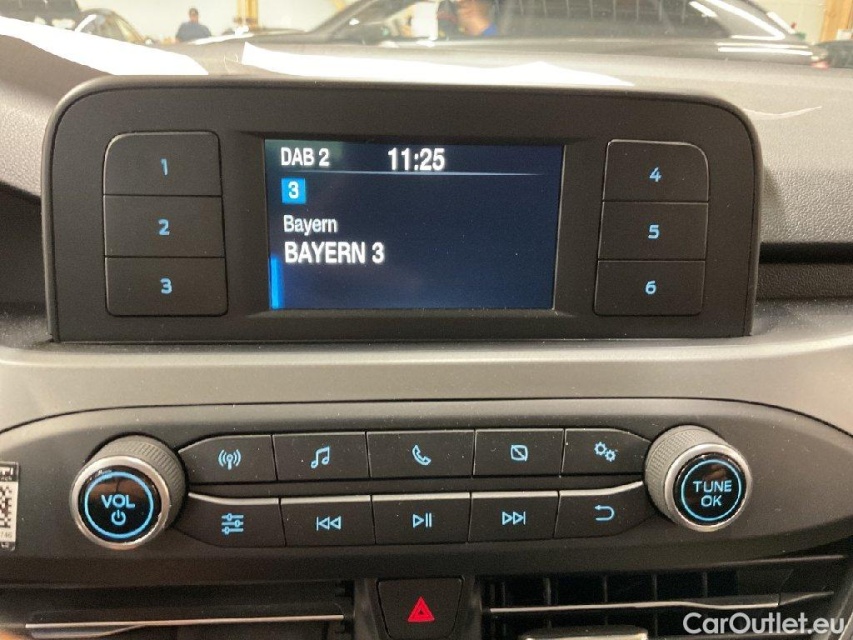 DAB 2 11:25
3
Bayern
BAYERN 3
1
2
3
4
5
6
VOL
TUNE
OK
CarOutlet.eu